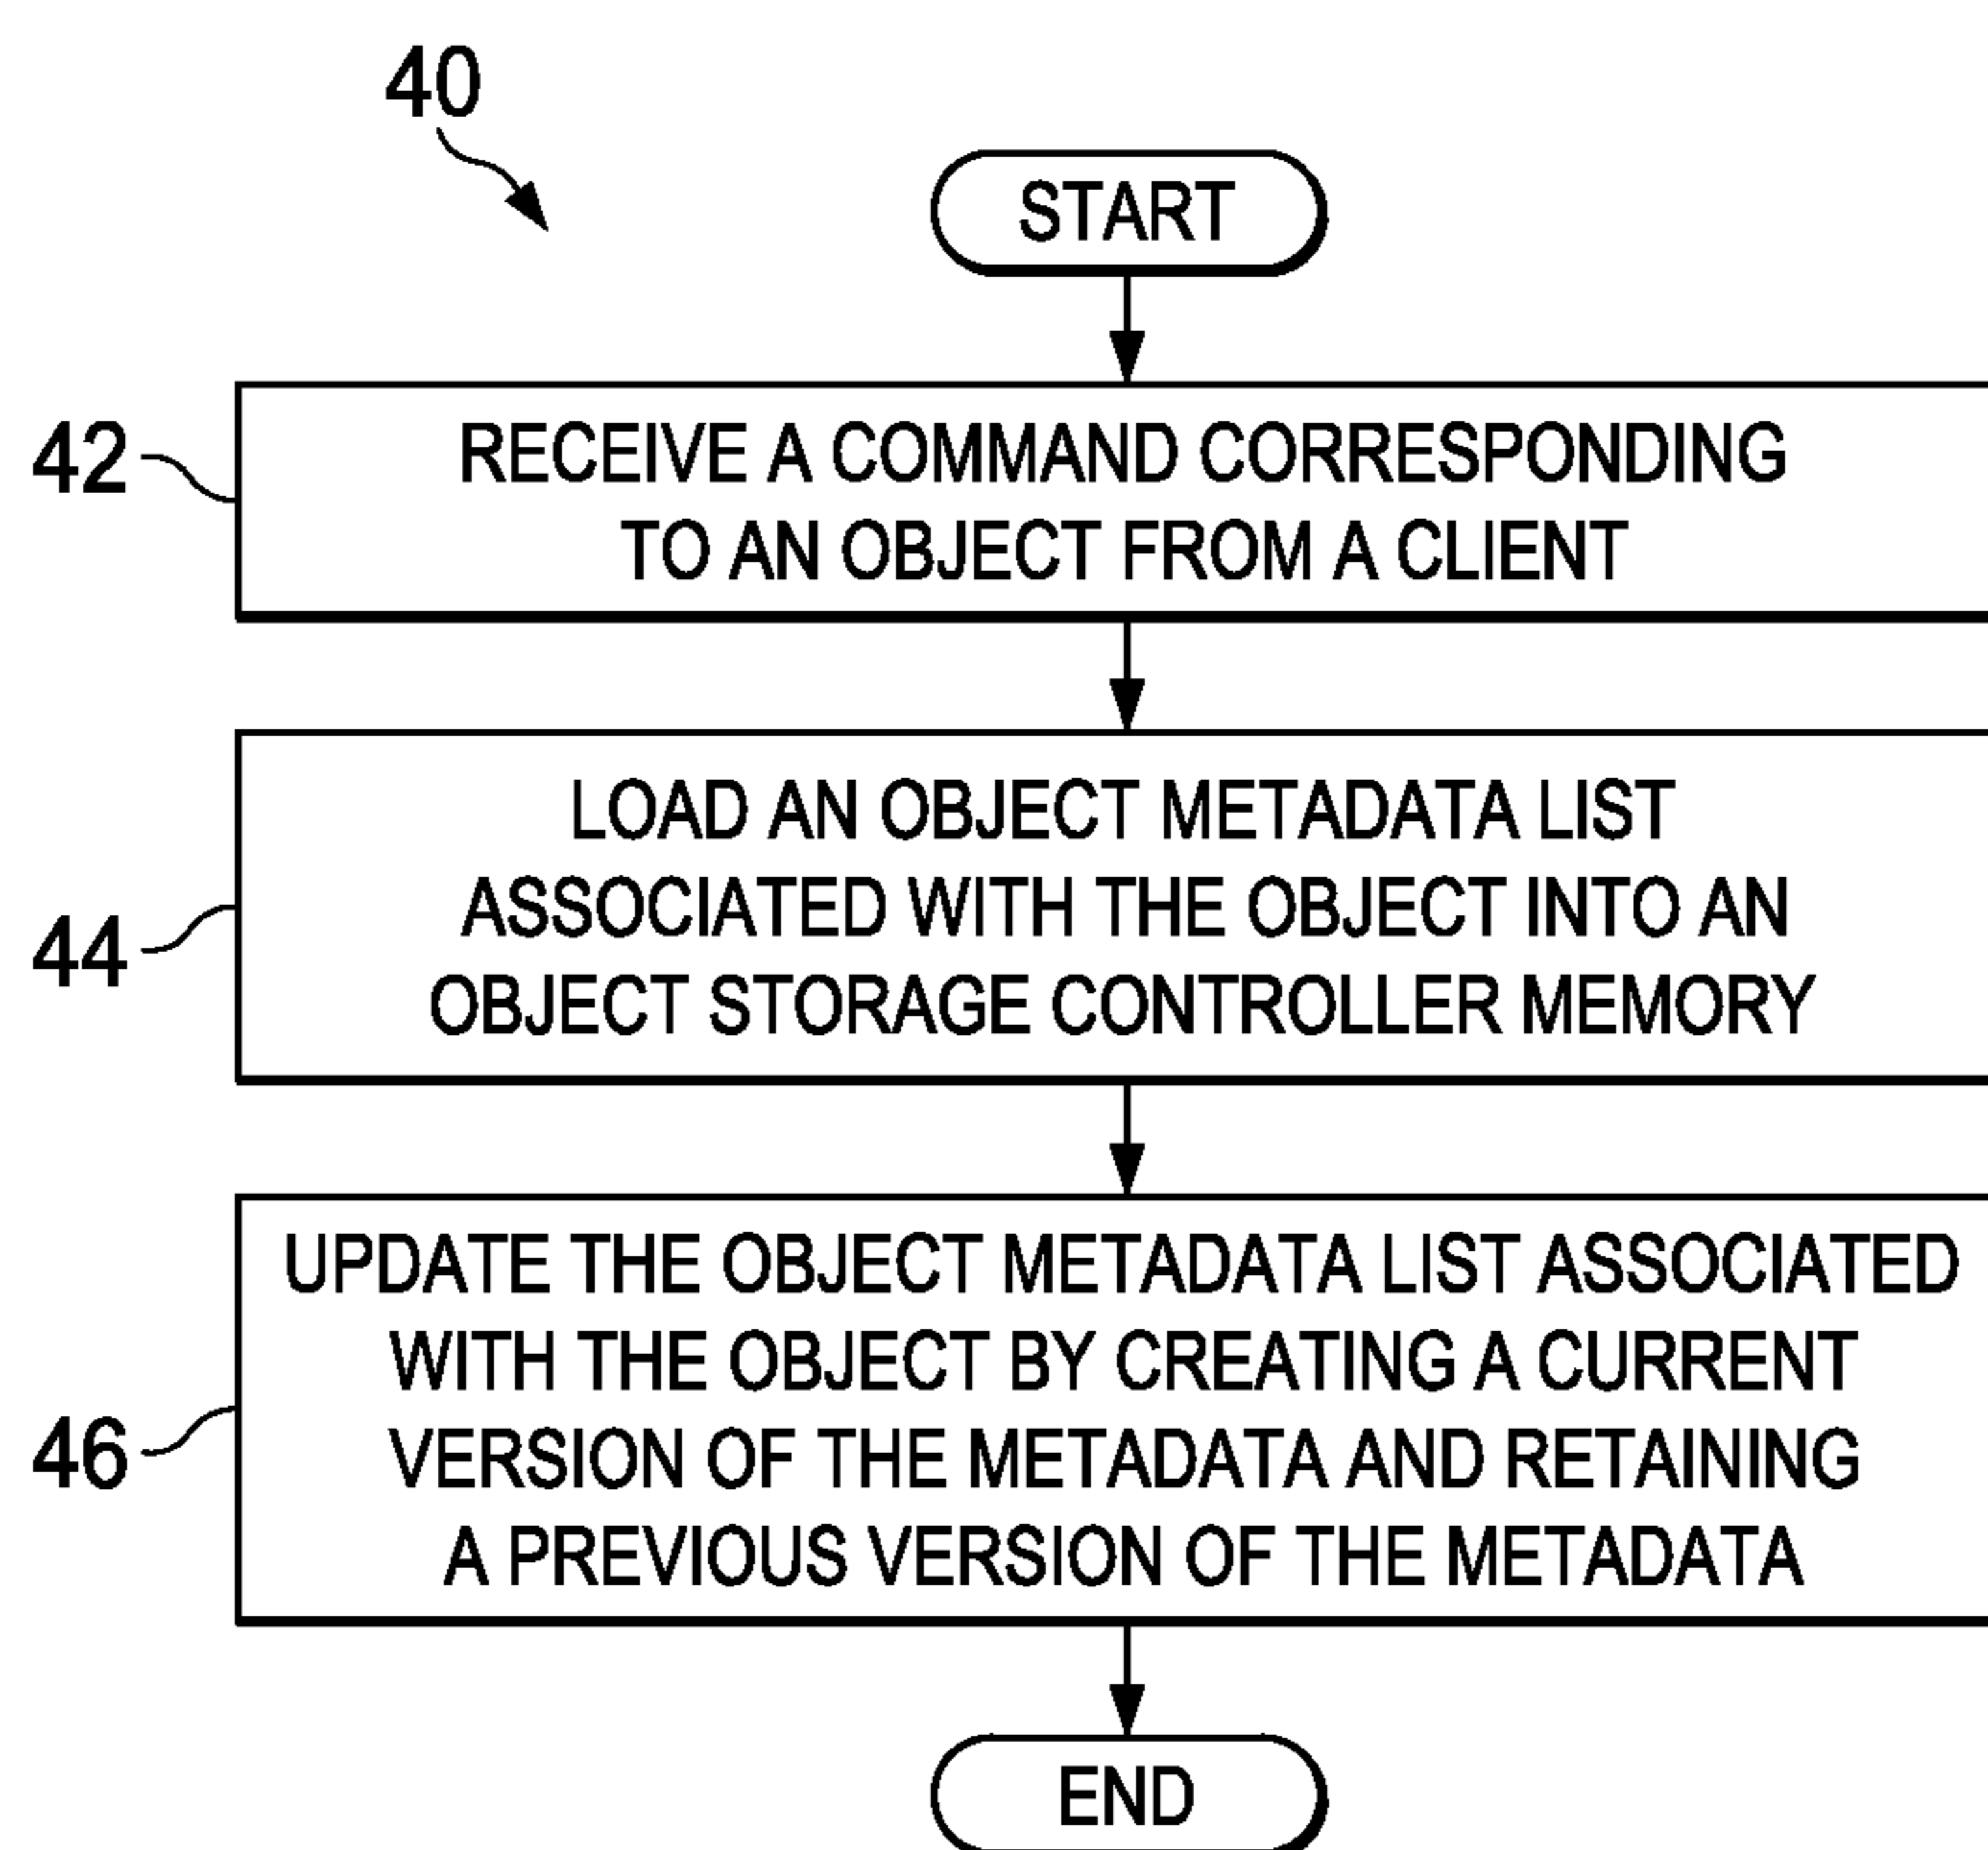 40
START
42
RECEIVE A COMMAND CORRESPONDING
TO AN OBJECT FROM A CLIENT
44
LOAD AN OBJECT METADATA LIST
ASSOCIATED WITH THE OBJECT INTO AN
OBJECT STORAGE CONTROLLER MEMORY
46
UPDATE THE OBJECT METADATA LIST ASSOCIATED
WITH THE OBJECT BY CREATING A CURRENT
VERSION OF THE METADATA AND RETAINING
A PREVIOUS VERSION OF THE METADATA
END